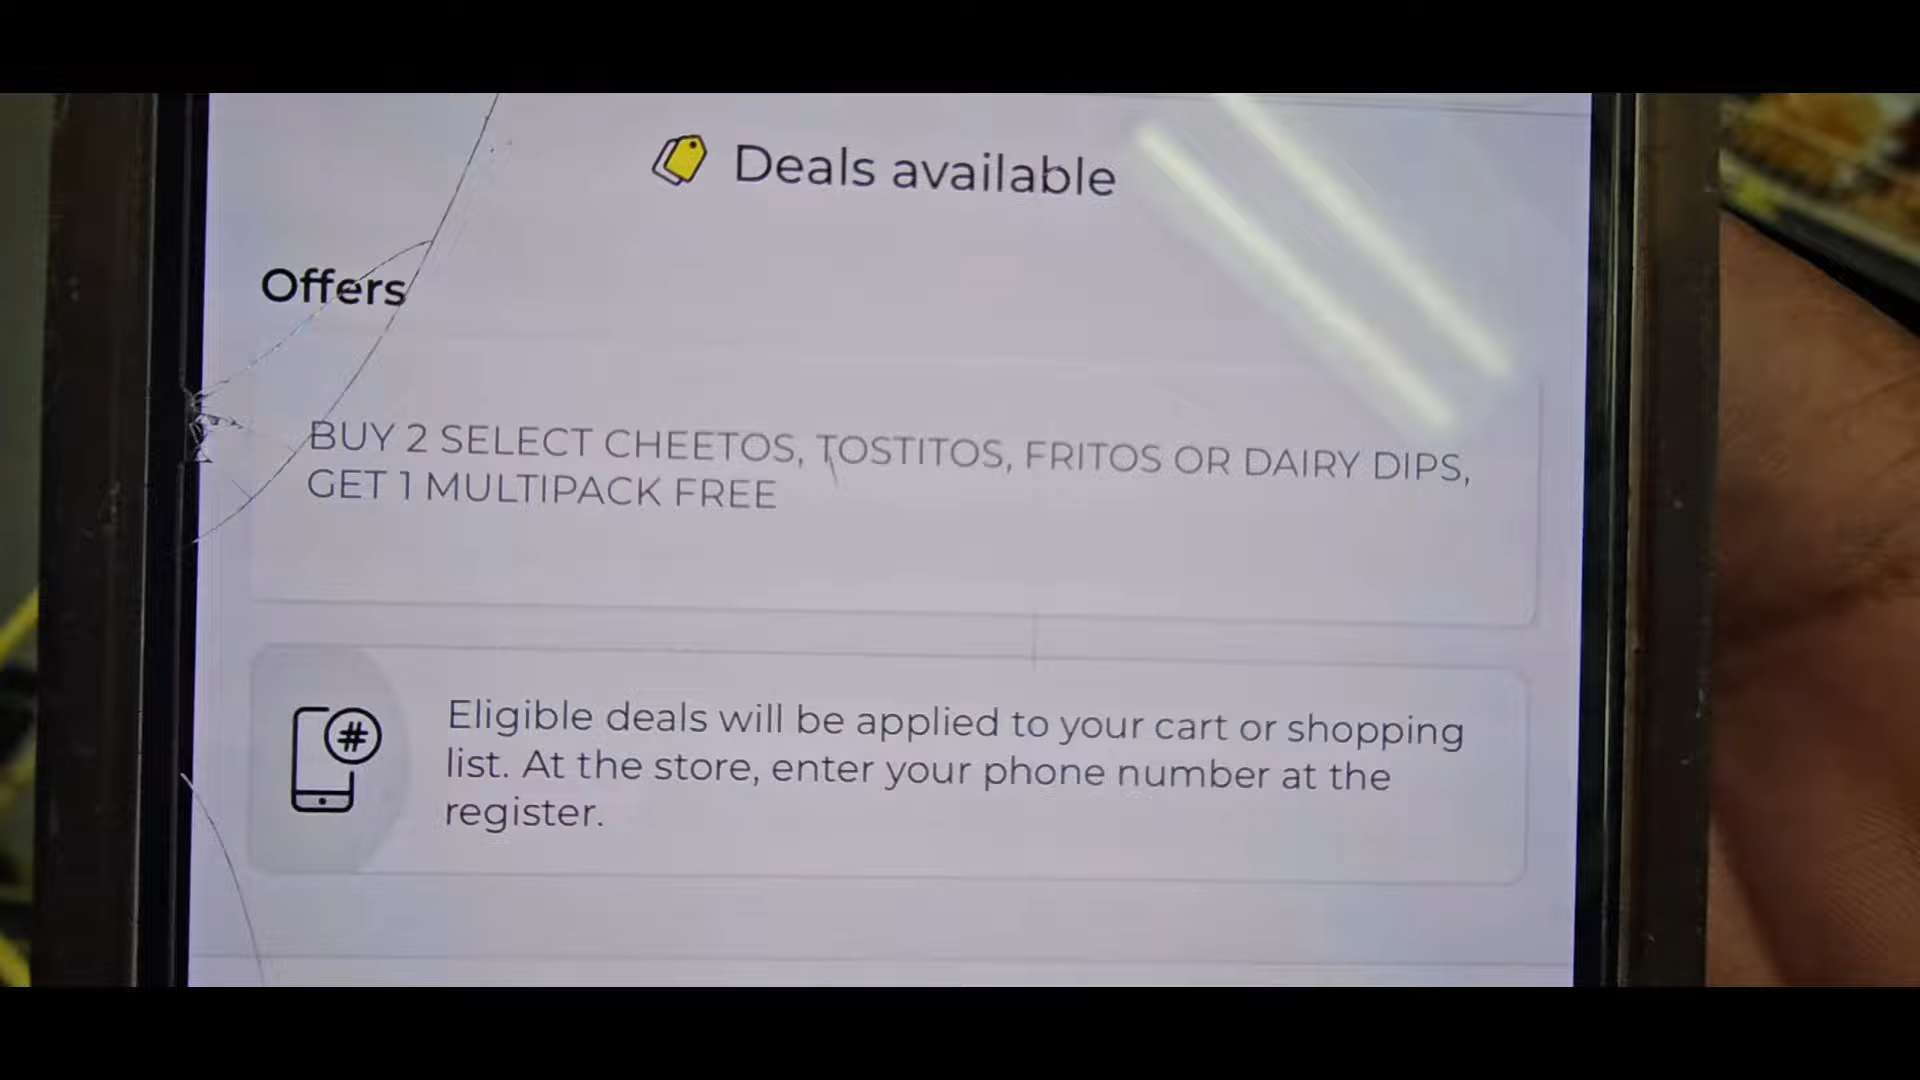 Deals available
Offers
BUY 2 SELECT CHEETOS, TOSTITOS, FRITOS OR DAIRY DIPS,
GET 1 MULTIPACK FREE
#
Eligible deals will be applied to your cart or shopping
list. At the store, enter your phone number at the
register.